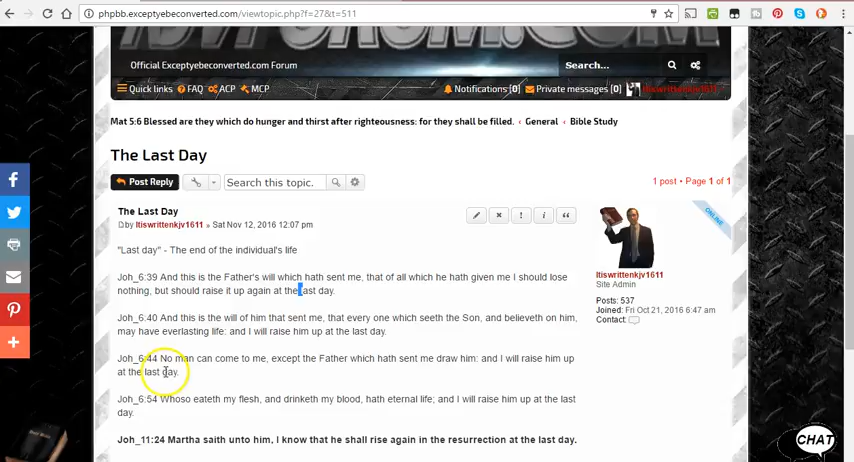 phpbb.exceptyebeconverted.com/viewtopic.php?f=27&t=511
Official Exceptyebeconverted.com Forum
Search...
Quick links FAQ ACP MCP
Notifications [0] Private messages [0] Itiswrittenkjv1611
Mat 5:6 Blessed are they which do hunger and thirst after righteousness: for they shall be filled. ‹ General ‹ Bible Study
The Last Day
Post Reply
Search this topic.
1 post • Page 1 of 1
The Last Day
by Itiswrittenkjv1611 » Sat Nov 12, 2016 12:07 pm
"Last day" - The end of the individual's life
Joh_6:39 And this is the Father's will which hath sent me, that of all which he hath given me I should lose
nothing, but should raise it up again at the last day.
Joh_6:40 And this is the will of him that sent me, that every one which seeth the Son, and believeth on him,
may have everlasting life: and I will raise him up at the last day.
Joh_6:44 No man can come to me, except the Father which hath sent me draw him: and I will raise him up
at the last day.
Joh_6:54 Whoso eateth my flesh, and drinketh my blood, hath eternal life; and I will raise him up at the last
day.
Joh_11:24 Martha saith unto him, I know that he shall rise again in the resurrection at the last day.
ONLINE
Itiswrittenkjv1611
Site Admin
Posts: 537
Joined: Fri Oct 21, 2016 6:47 am
Contact:
CHAT